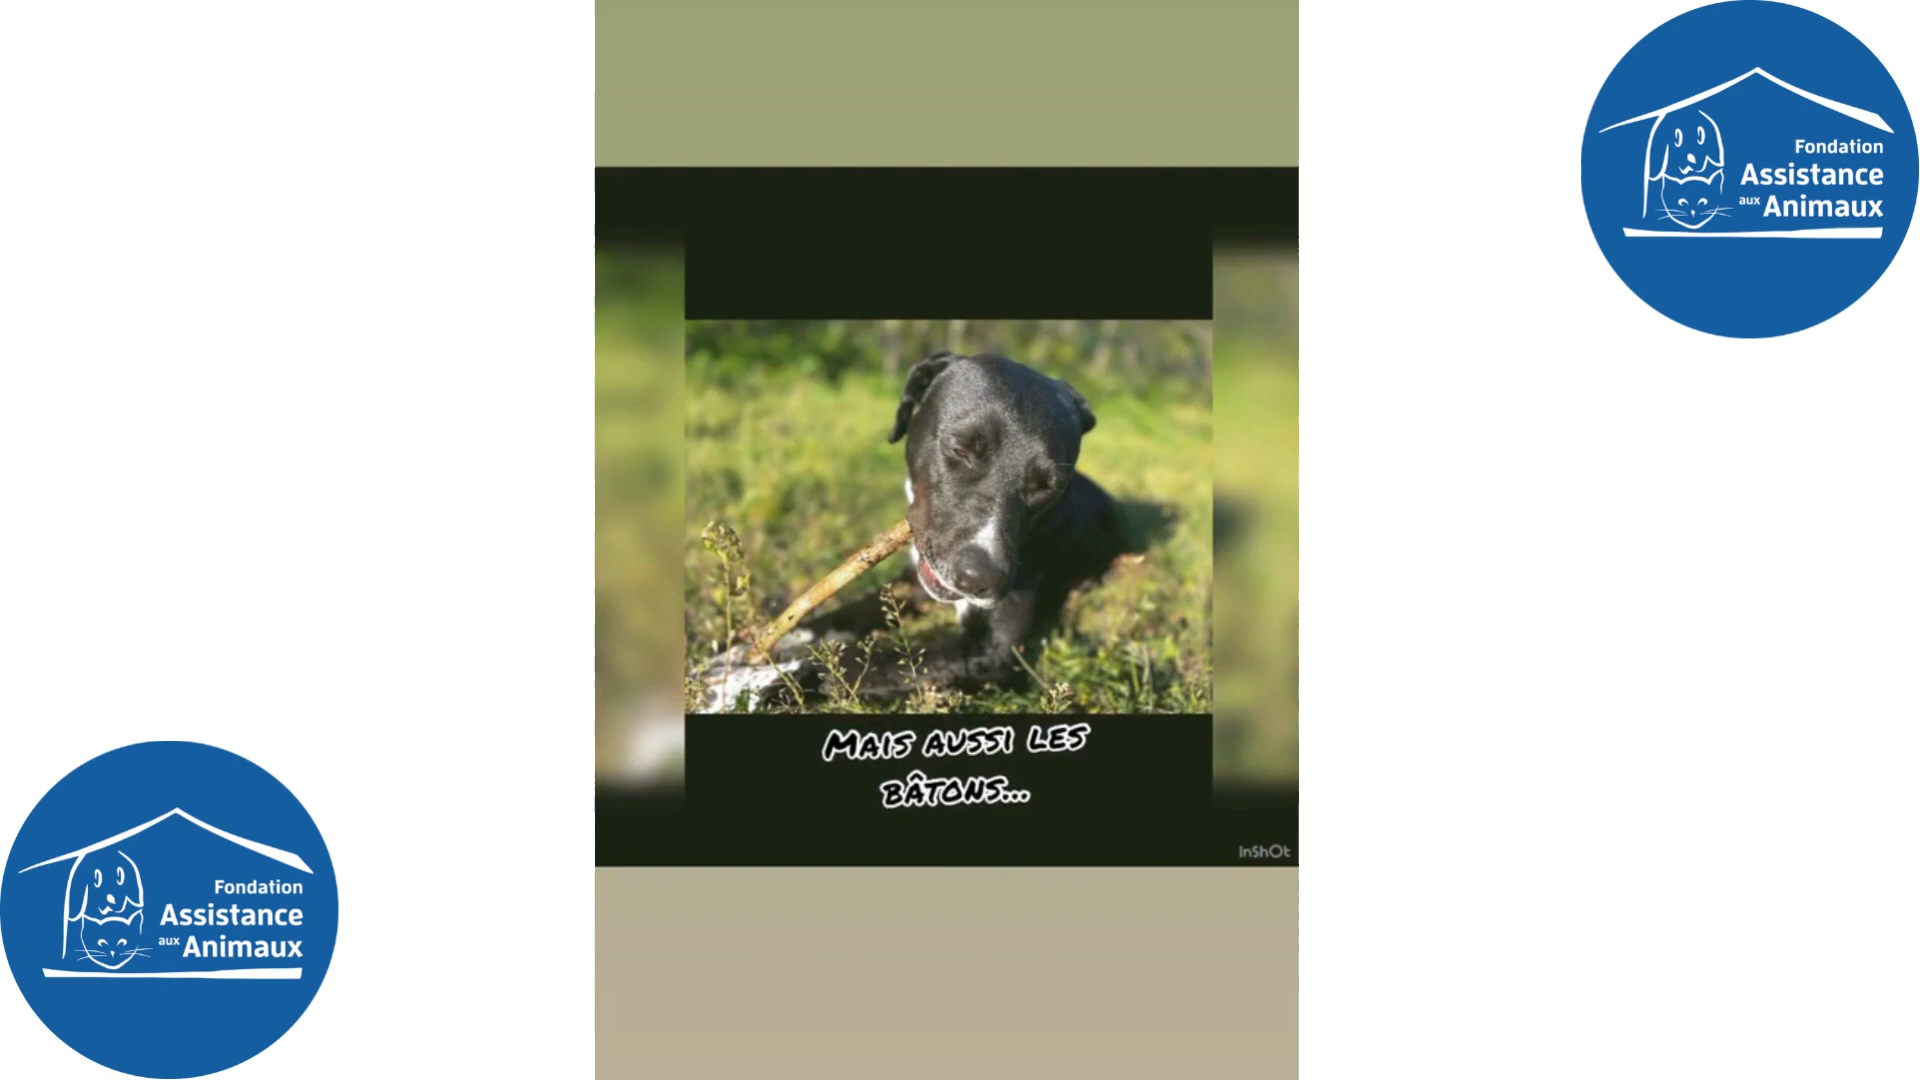 Fondation
Assistance
aux Animaux
Mais aussi les
bâtons...
InShOt
Fondation
Assistance
aux Animaux